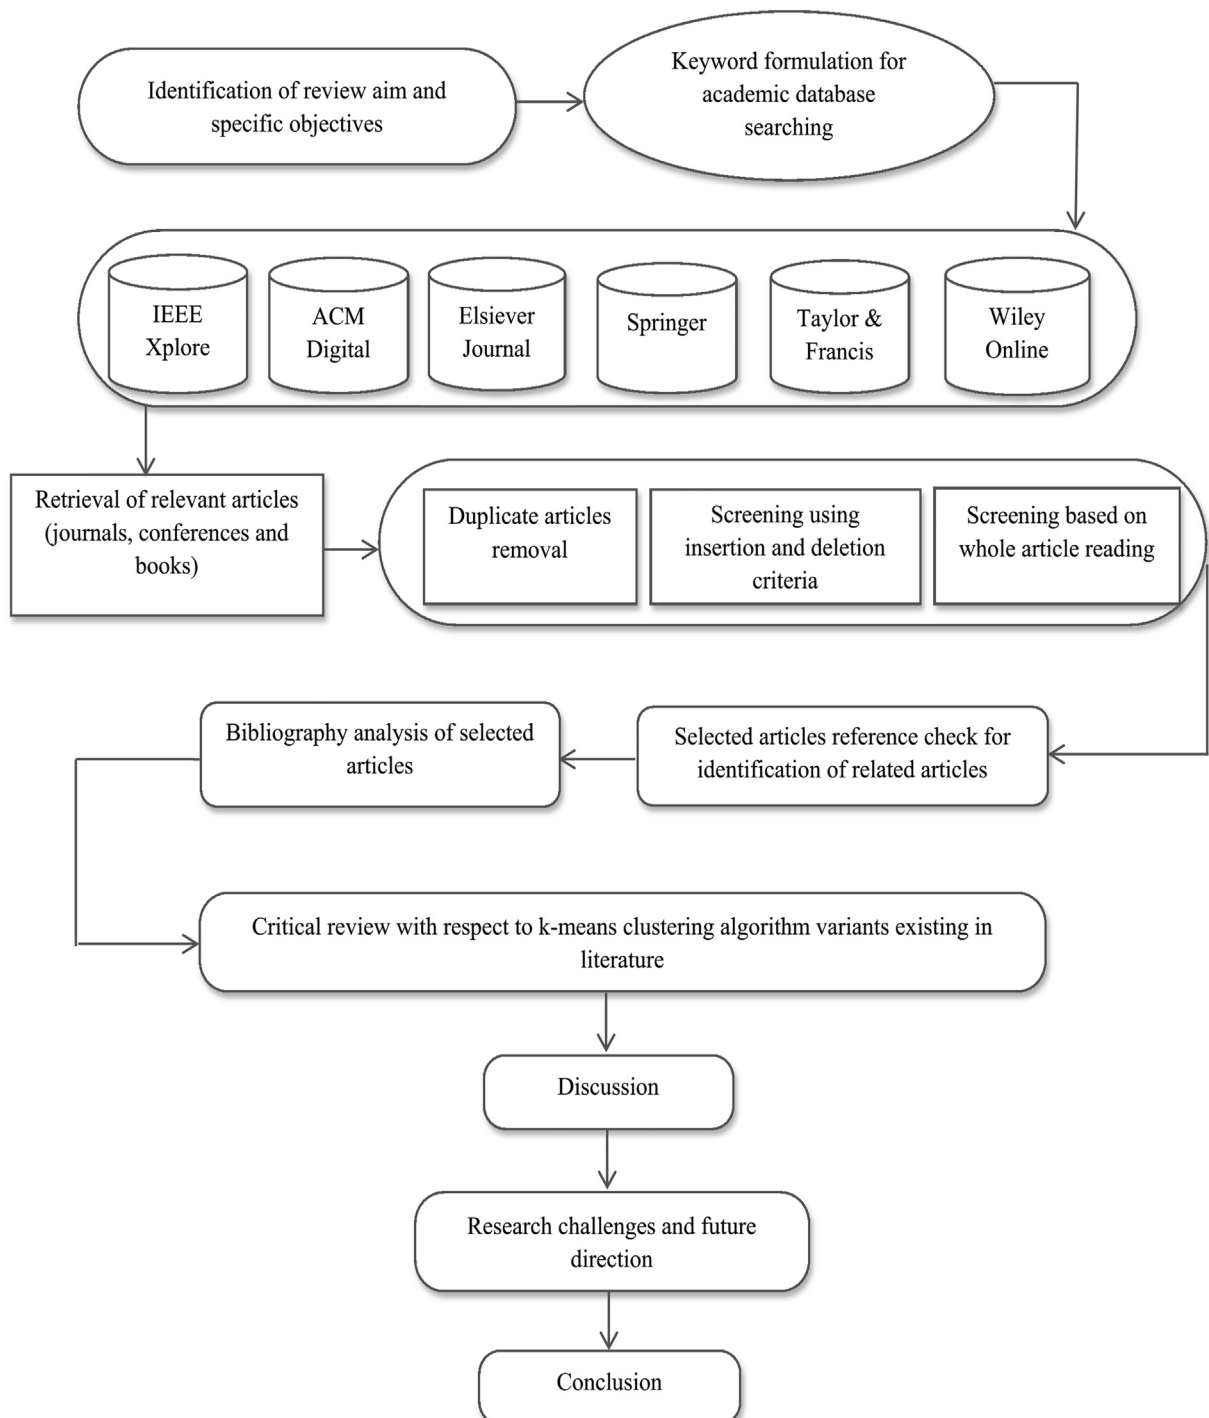 Identification of review aim and
specific objectives
Keyword formulation for
academic database
searching
IEEE
Xplore
ACM
Digital
Elsiever
Journal
Springer
Taylor &
Francis
Wiley
Online
Retrieval of relevant articles
(journals, conferences and
books)
Duplicate articles
removal
Screening using
insertion and deletion
criteria
Screening based on
whole article reading
Selected articles reference check for
identification of related articles
Bibliography analysis of selected
articles
Critical review with respect to k-means clustering algorithm variants existing in
literature
Discussion
Research challenges and future
direction
Conclusion